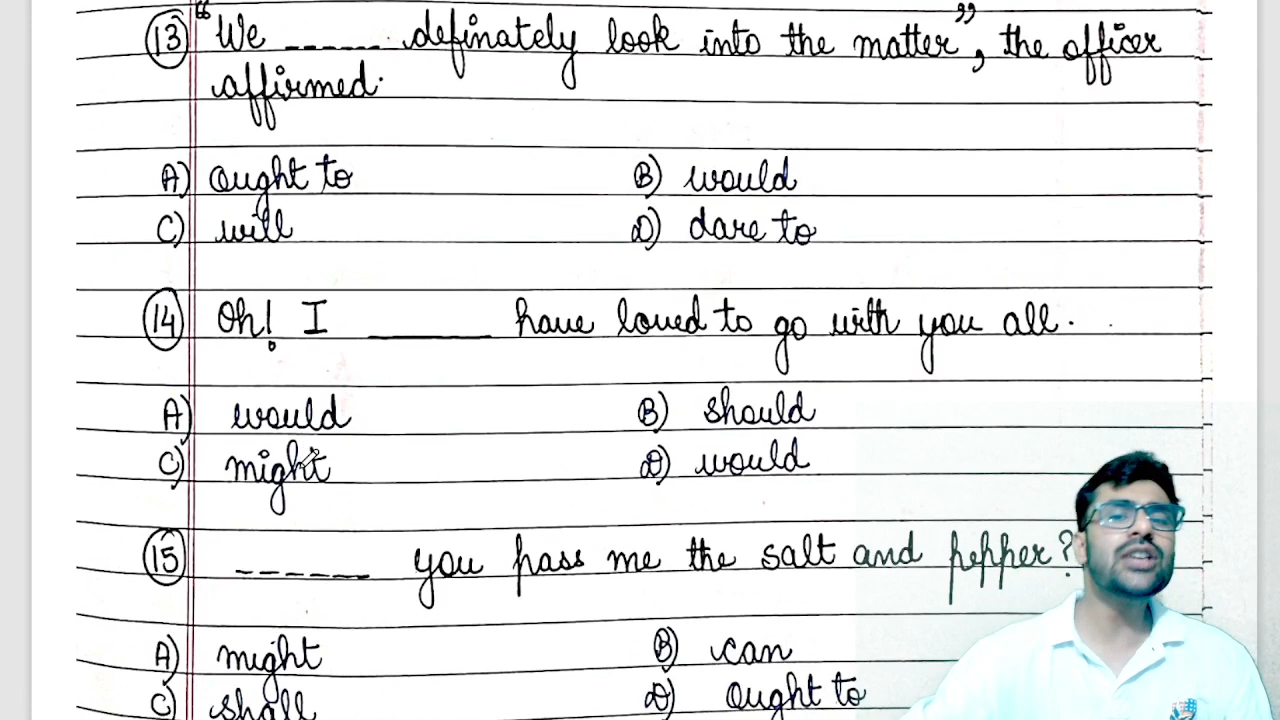 (13) “We ------ definately look into the matter”, the officer
affirmed.
A) Ought to B) would
C) will D) dare to
(14) Oh! I ______ have loved to go with you all.
A) would B) should
C) might D) would
(15) ------ you pass me the salt and pepper?
A) might B) can
C) shall D) Ought to